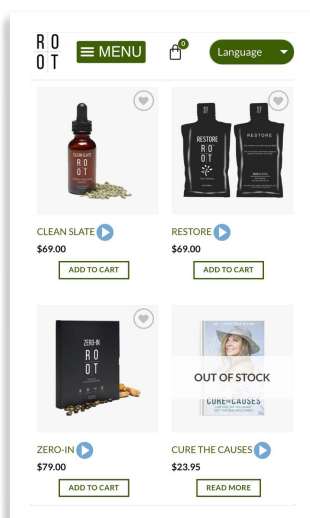 R O
O T
MENU
0
Language
CLEAN SLATE
R O
O T
RESTORE
R O
O T
RESTORE
CLEAN SLATE
$69.00
ADD TO CART
RESTORE
$69.00
ADD TO CART
ZERO-IN
R O
O T
OUT OF STOCK
CURE THE CAUSES
ZERO-IN
$79.00
ADD TO CART
CURE THE CAUSES
$23.95
READ MORE